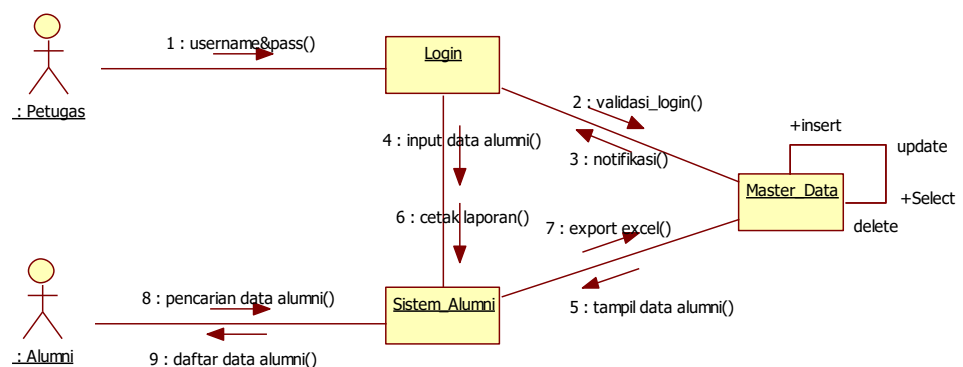 1 : username&pass()
Login
: Petugas
2 : validasi_login()
+insert
4 : input data alumni()
3 : notifikasi()
update
Master_Data
+Select
6 : cetak laporan()
7 : export excel()
delete
8 : pencarian data alumni()
Sistem_Alumni
5 : tampil data alumni()
: Alumni
9 : daftar data alumni()